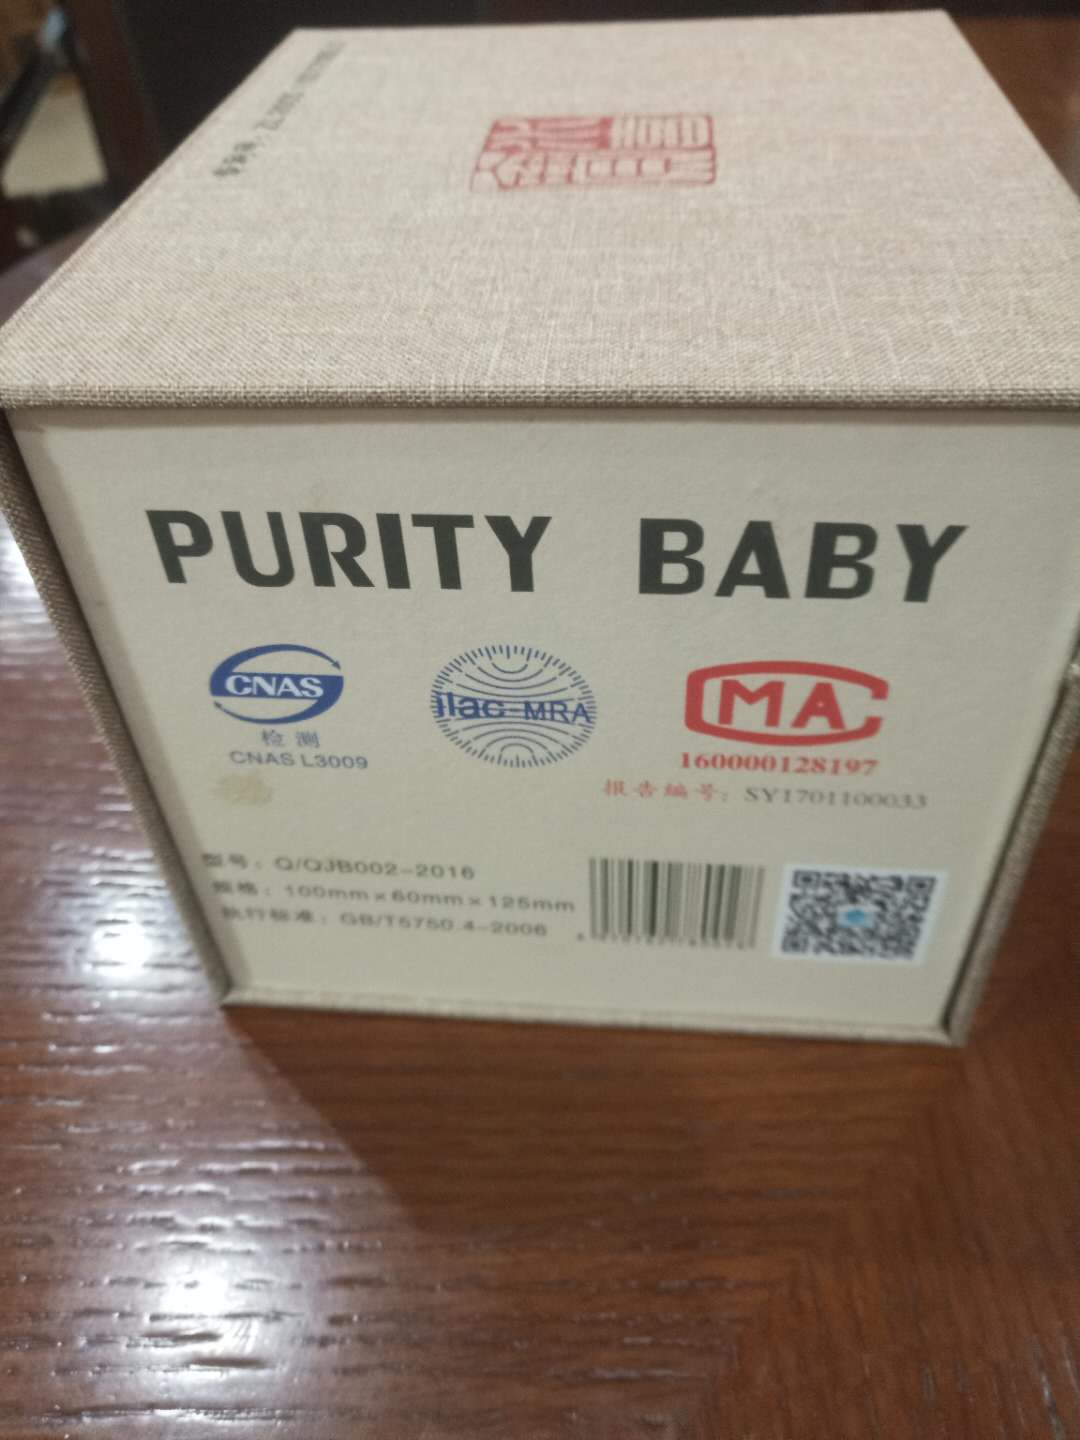 PURITY BABY
CNAS
检 测
CNAS L3009
ilac-MRA
MA
160000128197
报告编号：SY1701100033
型号：Q/QJB002-2016
规格：100mm×60mm×125mm
执行标准：GB/T5750.4-2006